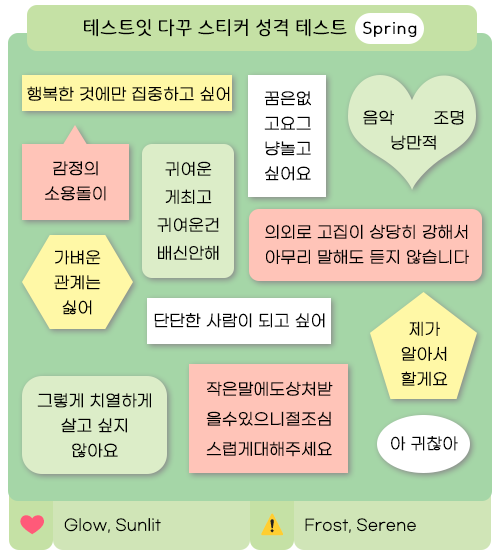 테스트잇 다꾸 스티커 성격 테스트 Spring
행복한 것에만 집중하고 싶어
꿈은없
고요그
냥놀고
싶어요
음악 조명
낭만적
감정의
소용돌이
귀여운
게최고
귀여운건
배신안해
의외로 고집이 상당히 강해서
아무리 말해도 듣지 않습니다
가벼운
관계는
싫어
단단한 사람이 되고 싶어
제가
알아서
할게요
그렇게 치열하게
살고 싶지
않아요
작은말에도상처받
을수있으니절조심
스럽게대해주세요
아 귀찮아
Glow, Sunlit
Frost, Serene